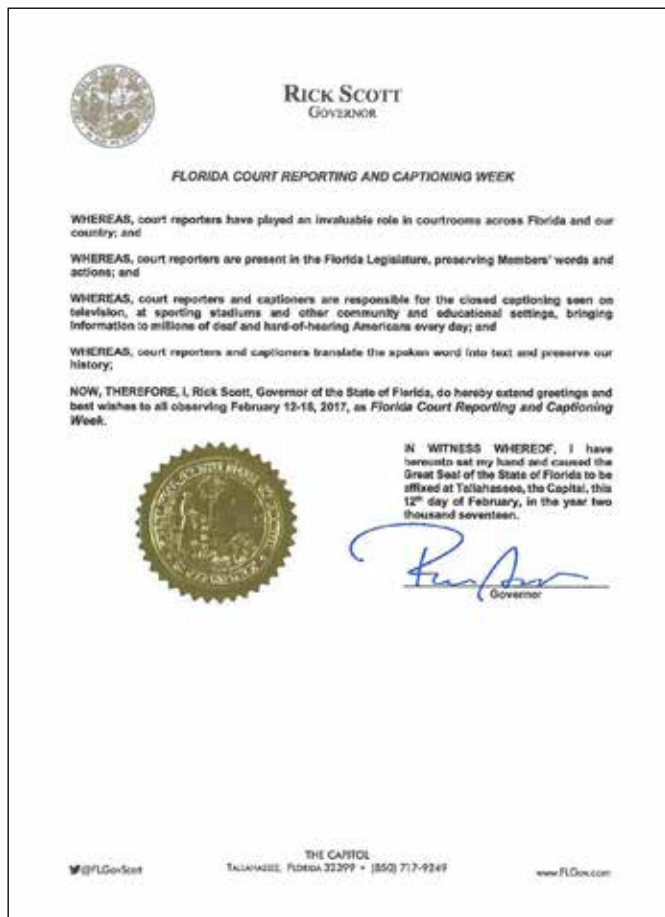 RICK SCOTT
GOVERNOR
FLORIDA COURT REPORTING AND CAPTIONING WEEK
WHEREAS, court reporters have played an invaluable role in courtrooms across Florida and our
country; and
WHEREAS, court reporters are present in the Florida Legislature, preserving Members' words and
actions; and
WHEREAS, court reporters and captioners are responsible for the closed captioning seen on
television, at sporting stadiums and other community and educational settings, bringing
information to millions of deaf and hard-of-hearing Americans every day; and
WHEREAS, court reporters and captioners translate the spoken word into text and preserve our
history;
NOW, THEREFORE, I, Rick Scott, Governor of the State of Florida, do hereby extend greetings and
best wishes to all observing February 12-18, 2017, as Florida Court Reporting and Captioning
Week.
IN WITNESS WHEREOF, I have
hereunto set my hand and caused the
Great Seal of the State of Florida to be
affixed at Tallahassee, the Capital, this
12th day of February, in the year two
thousand seventeen.
Governor
THE CAPITOL
TALLAHASSEE, FLORIDA 32399 • (850) 717-9249
@FLGovScott
www.FLGov.com